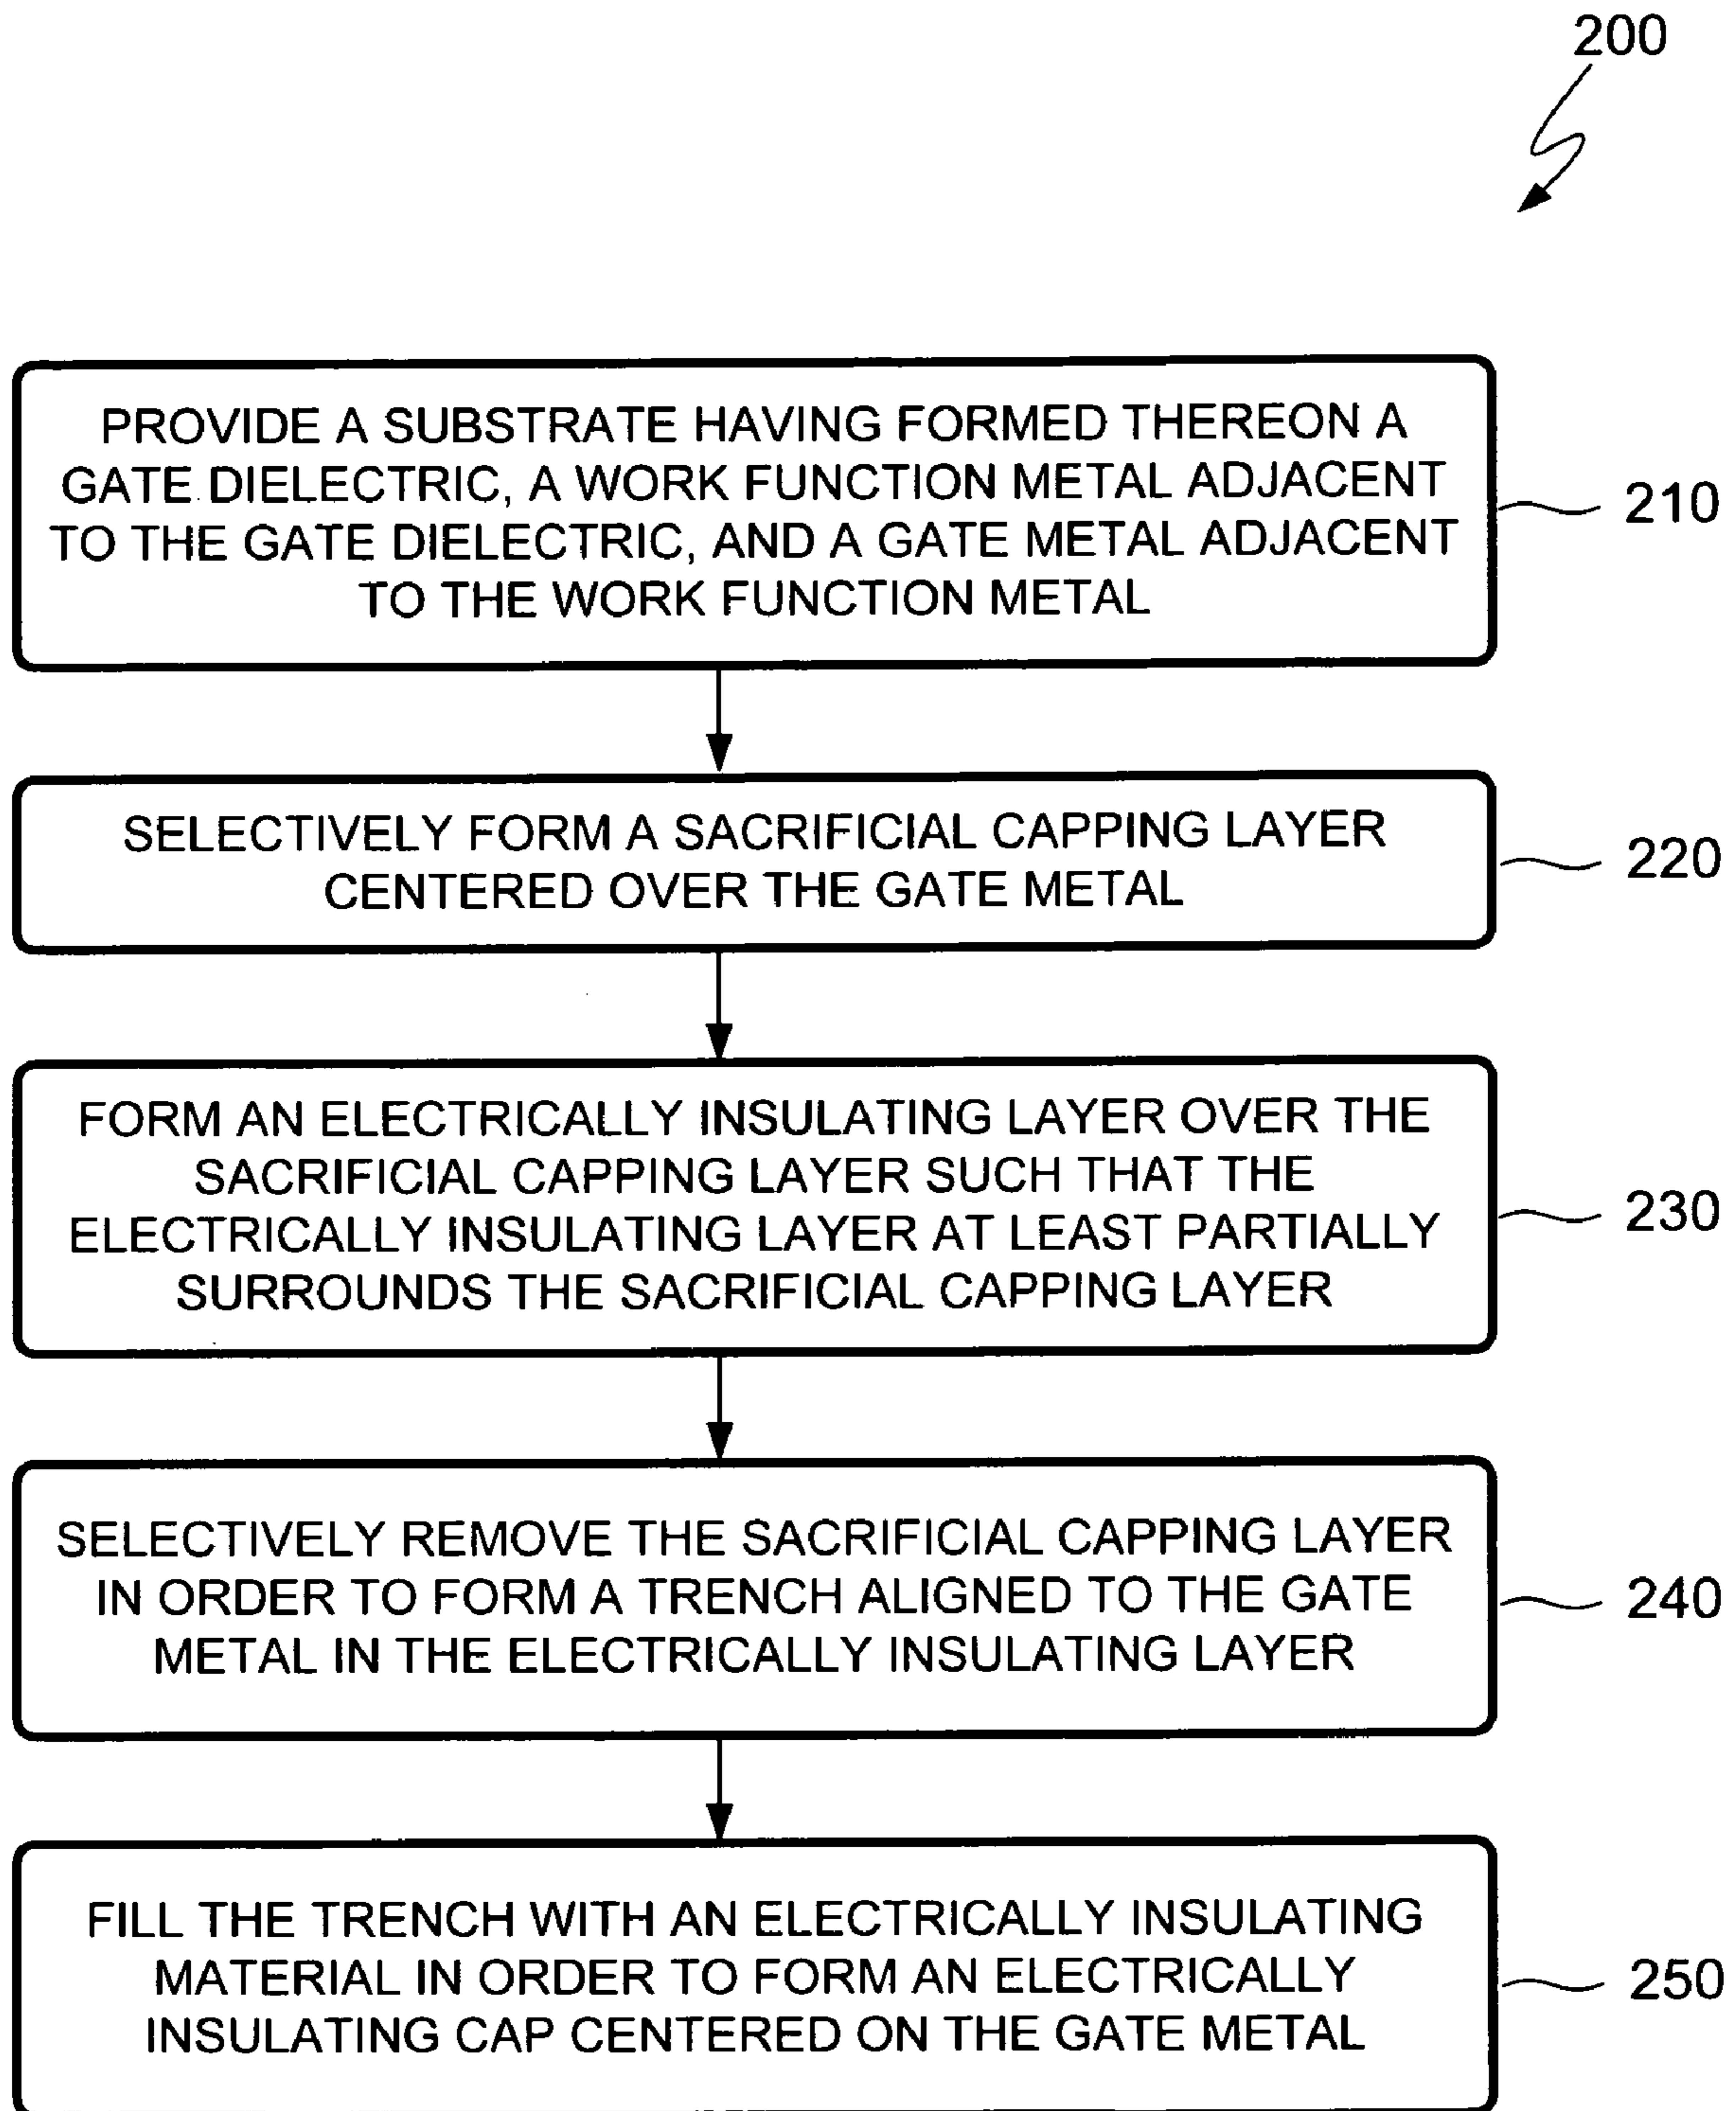 200
PROVIDE A SUBSTRATE HAVING FORMED THEREON A
GATE DIELECTRIC, A WORK FUNCTION METAL ADJACENT
TO THE GATE DIELECTRIC, AND A GATE METAL ADJACENT
TO THE WORK FUNCTION METAL
210
SELECTIVELY FORM A SACRIFICIAL CAPPING LAYER
CENTERED OVER THE GATE METAL
220
FORM AN ELECTRICALLY INSULATING LAYER OVER THE
SACRIFICIAL CAPPING LAYER SUCH THAT THE
ELECTRICALLY INSULATING LAYER AT LEAST PARTIALLY
SURROUNDS THE SACRIFICIAL CAPPING LAYER
230
SELECTIVELY REMOVE THE SACRIFICIAL CAPPING LAYER
IN ORDER TO FORM A TRENCH ALIGNED TO THE GATE
METAL IN THE ELECTRICALLY INSULATING LAYER
240
FILL THE TRENCH WITH AN ELECTRICALLY INSULATING
MATERIAL IN ORDER TO FORM AN ELECTRICALLY
INSULATING CAP CENTERED ON THE GATE METAL
250